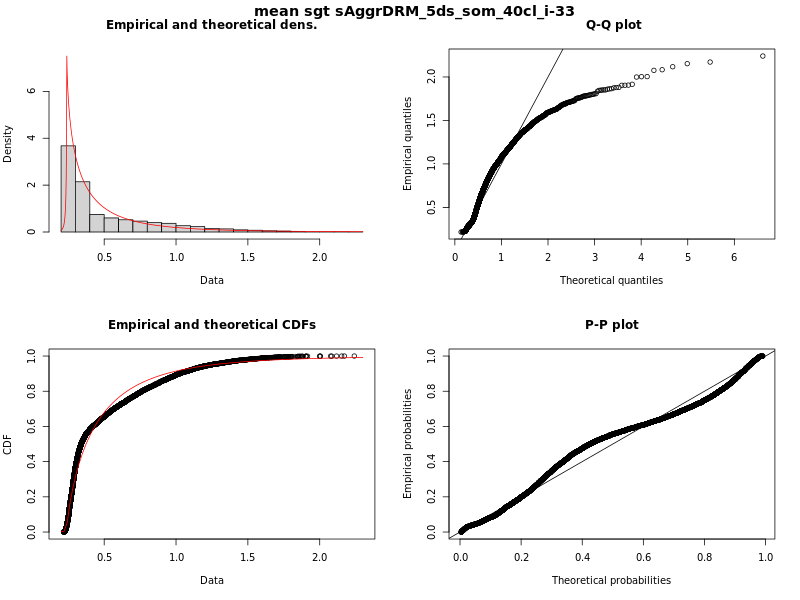 mean sgt sAggrDRM_5ds_som_40cl_i-33
Empirical and theoretical dens.
Density
0 2 4 6
0.5 1.0 1.5 2.0
Data
Q-Q plot
Empirical quantiles
0.5 1.0 1.5 2.0
0 1 2 3 4 5 6
Theoretical quantiles
Empirical and theoretical CDFs
CDF
0.0 0.2 0.4 0.6 0.8 1.0
0.5 1.0 1.5 2.0
Data
P-P plot
Empirical probabilities
0.0 0.2 0.4 0.6 0.8 1.0
0.0 0.2 0.4 0.6 0.8 1.0
Theoretical probabilities